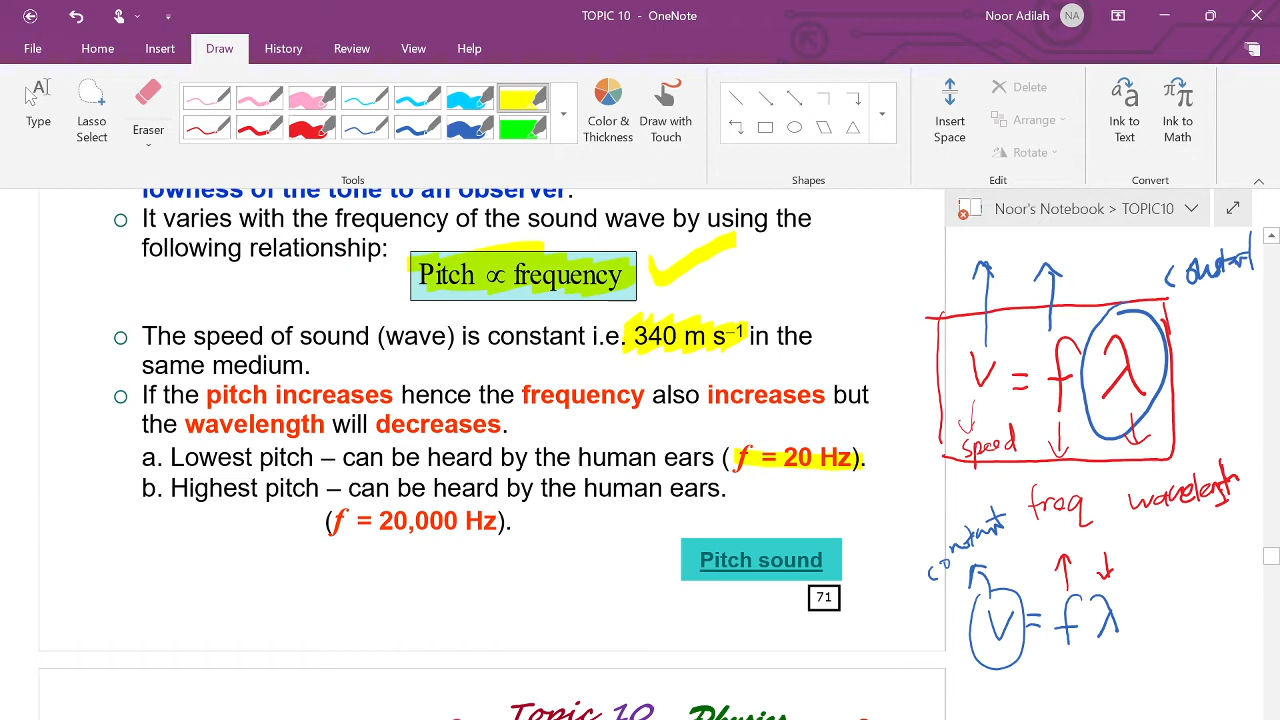 TOPIC 10 - OneNote
Noor Adilah
NA
File
Home
Insert
Draw
History
Review
View
Help
Type
Lasso Select
Eraser
Color & Thickness
Draw with Touch
Insert Space
Delete
Arrange
Rotate
Ink to Text
Ink to Math
Tools
Shapes
Edit
Convert
Noor's Notebook > TOPIC10
lowness of the tone to an observer.
○ It varies with the frequency of the sound wave by using the
following relationship:
Pitch ∝ frequency
○ The speed of sound (wave) is constant i.e. 340 m s⁻¹ in the
same medium.
○ If the pitch increases hence the frequency also increases but
the wavelength will decreases.
a. Lowest pitch – can be heard by the human ears ( f = 20 Hz).
b. Highest pitch – can be heard by the human ears.
(f = 20,000 Hz).
Pitch sound
71
Topic 10 Physics
constant
v = f λ
speed
freq
wavelength
constant
v = f λ